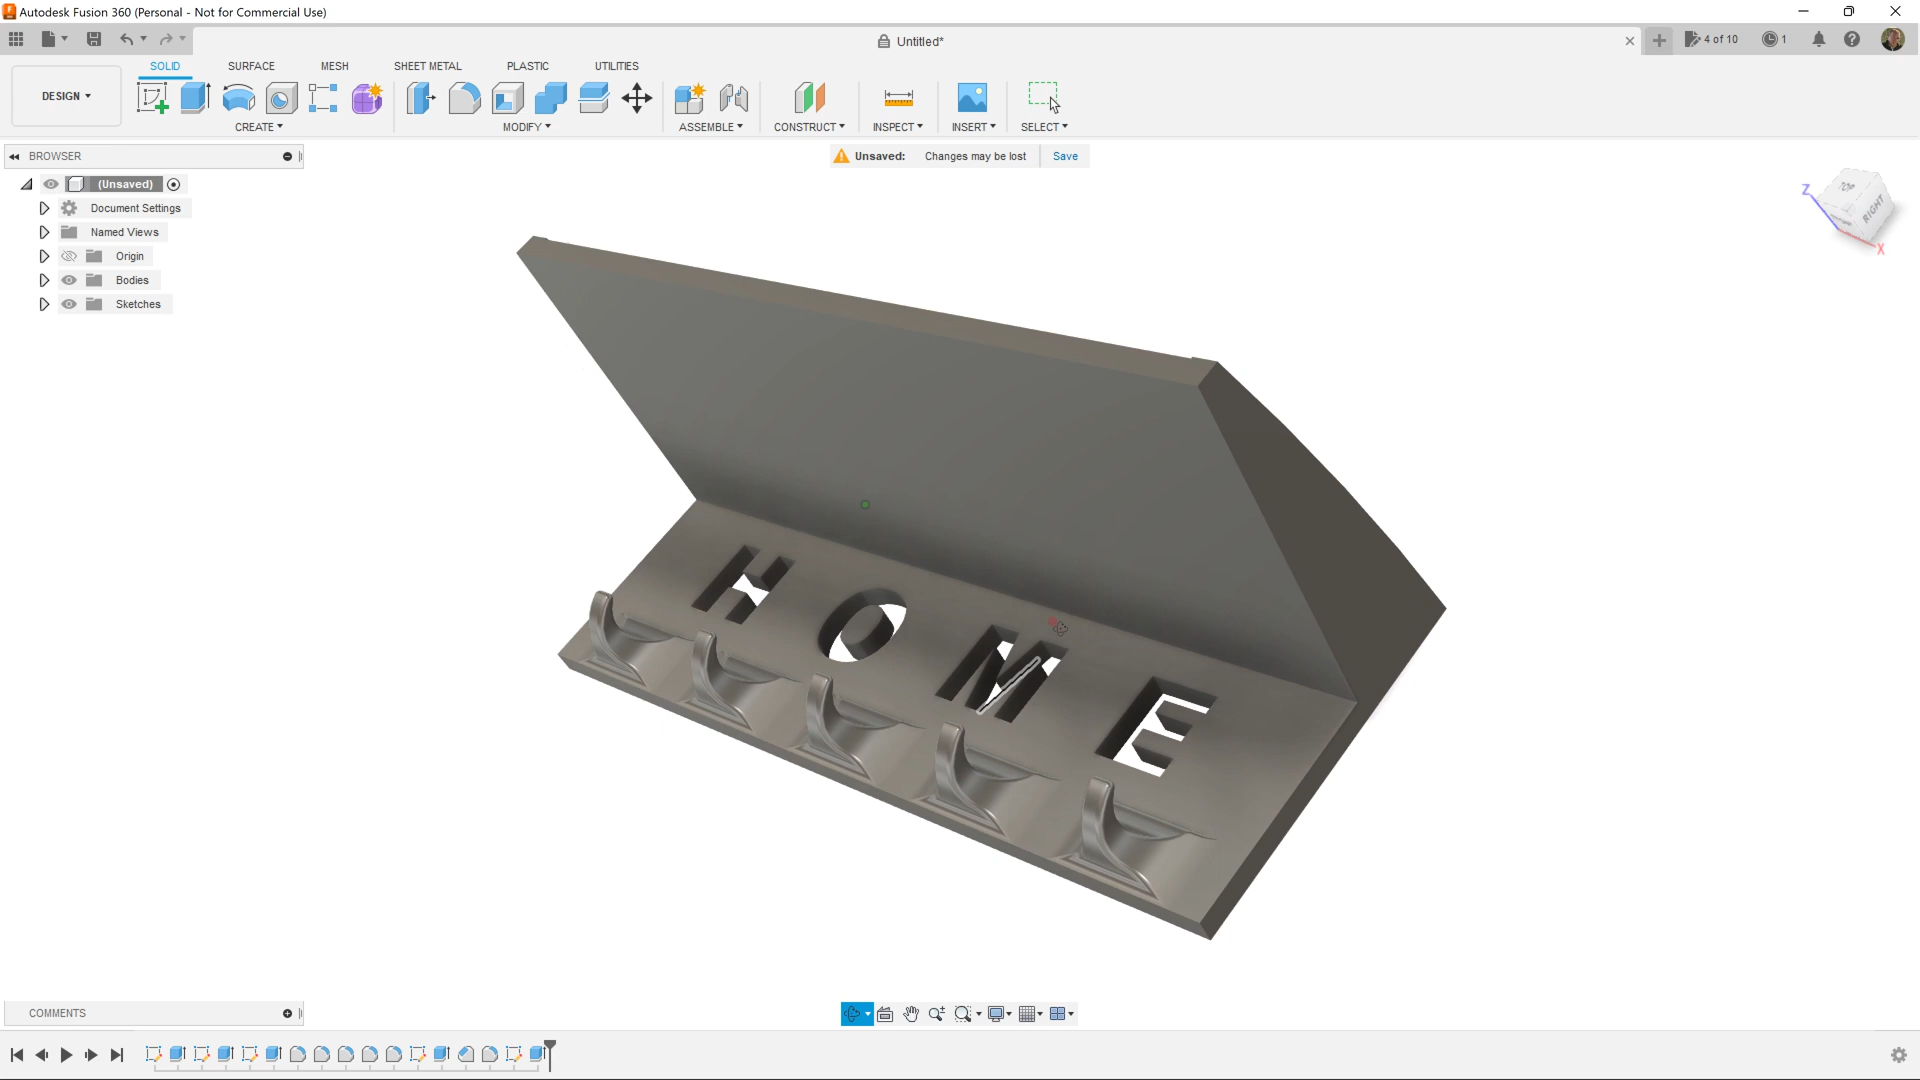 Autodesk Fusion 360 (Personal - Not for Commercial Use)
Untitled*
4 of 10
1
DESIGN
SOLID
SURFACE
MESH
SHEET METAL
PLASTIC
UTILITIES
CREATE
MODIFY
ASSEMBLE
CONSTRUCT
INSPECT
INSERT
SELECT
BROWSER
Unsaved: Changes may be lost Save
(Unsaved)
Document Settings
Named Views
Origin
Bodies
Sketches
Z
TOP
RIGHT
X
HOME
COMMENTS